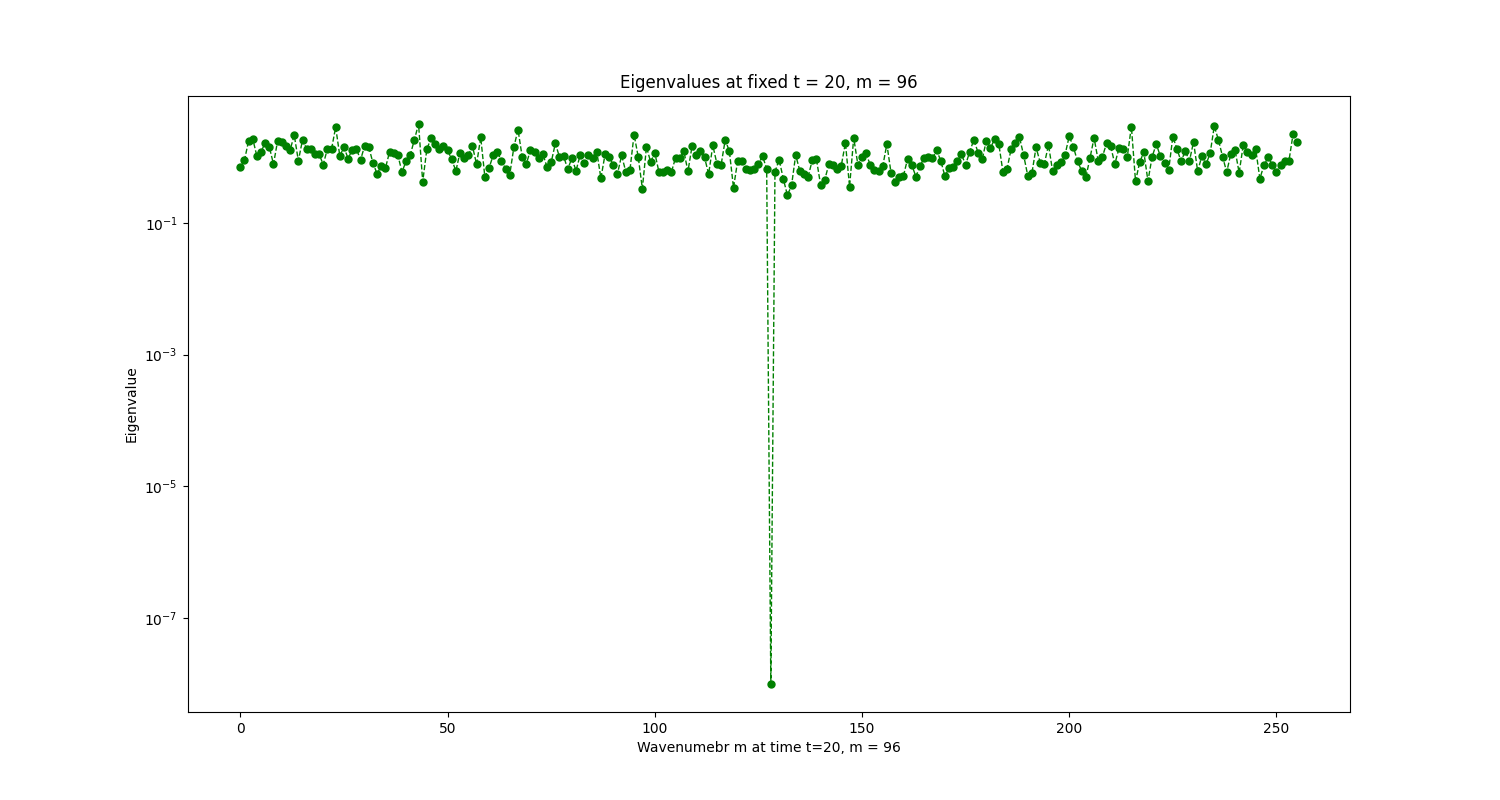 Eigenvalues at fixed t = 20, m = 96
10⁻¹
10⁻³
10⁻⁵
10⁻⁷
Eigenvalue
0 50 100 150 200 250
Wavenumebr m at time t=20, m = 96